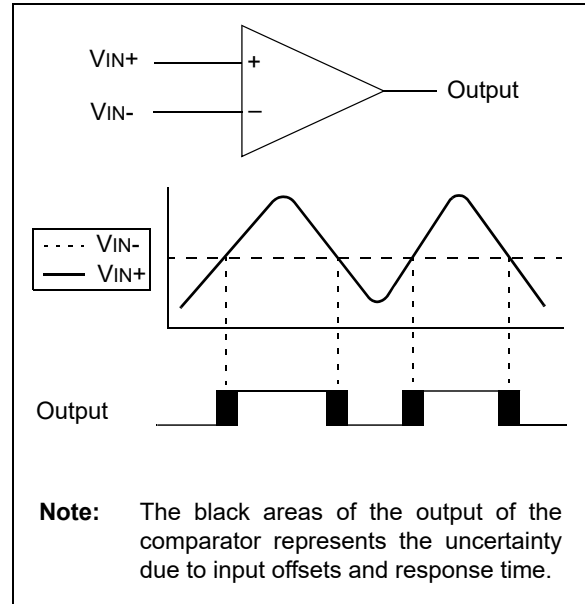 VIN+
+
Output
VIN-
–
VIN-
VIN+
Output
Note: The black areas of the output of the
comparator represents the uncertainty
due to input offsets and response time.